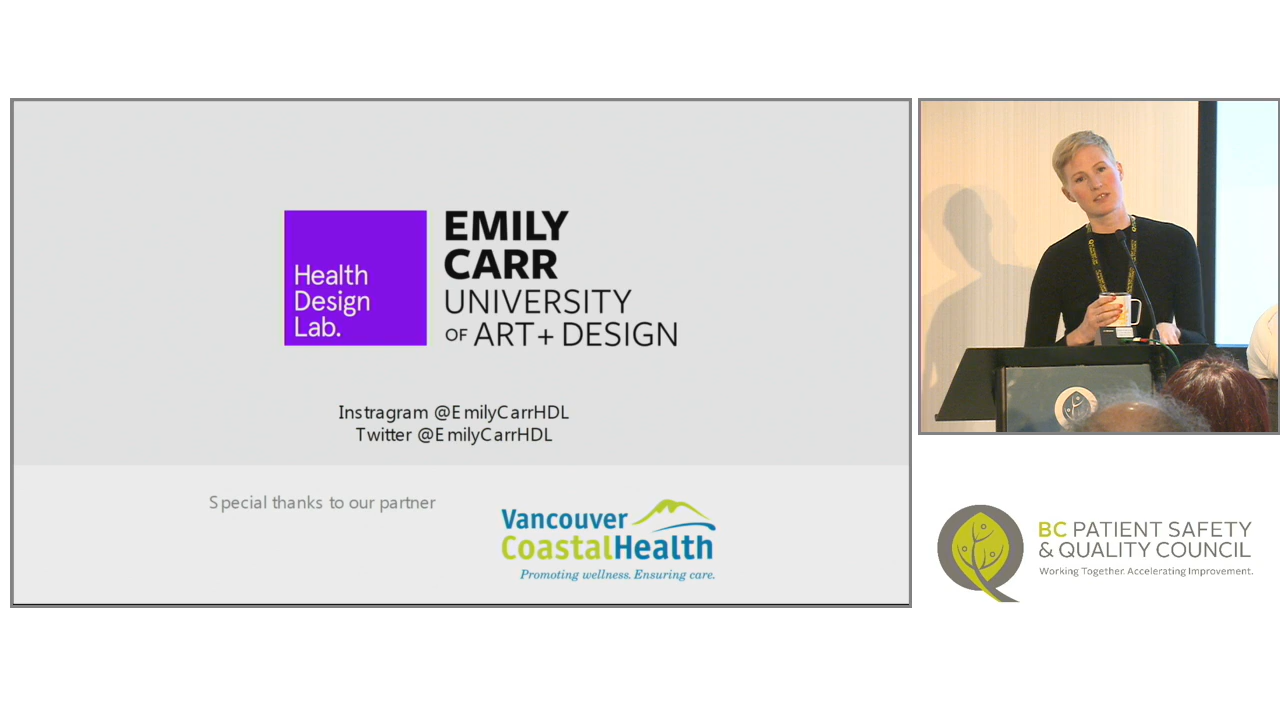 Health
Design
Lab.
EMILY
CARR
UNIVERSITY
OF ART + DESIGN
Instragram @EmilyCarrHDL
Twitter @EmilyCarrHDL
Special thanks to our partner
Vancouver
CoastalHealth
Promoting wellness. Ensuring care.
BC PATIENT SAFETY
& QUALITY COUNCIL
Working Together. Accelerating Improvement.